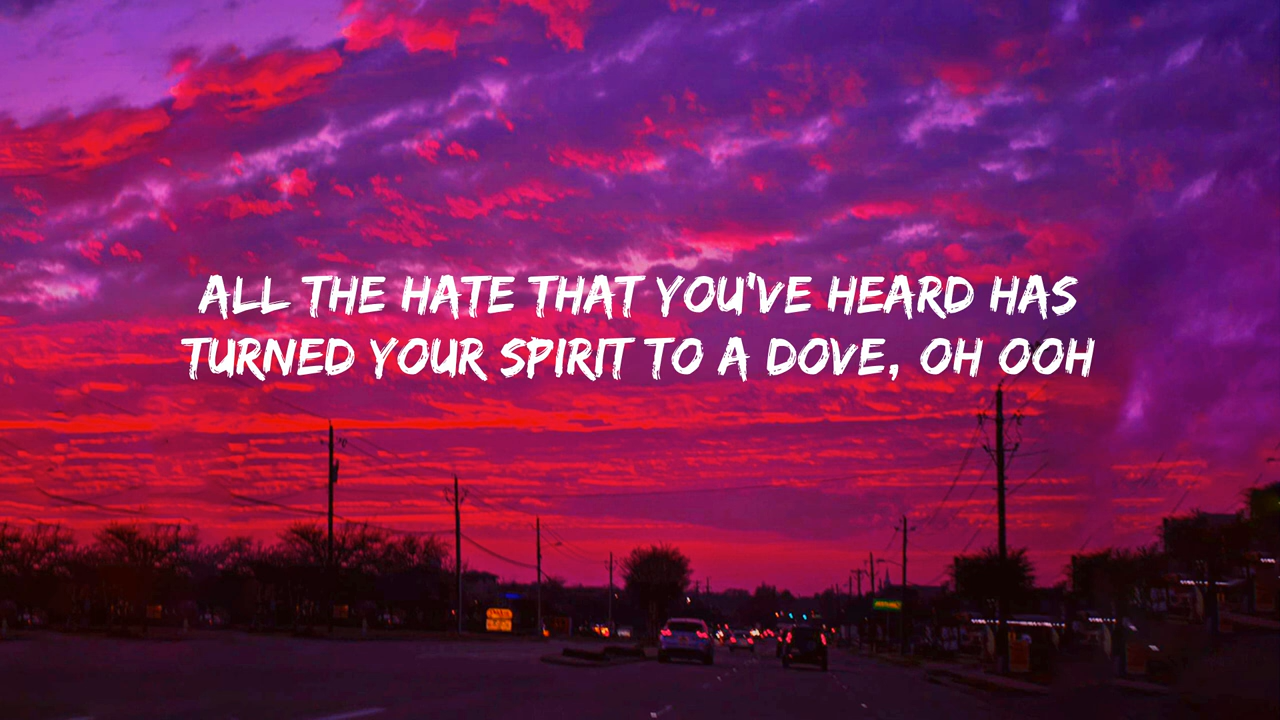 ALL THE HATE THAT YOU'VE HEARD HAS
TURNED YOUR SPIRIT TO A DOVE, OH OOH